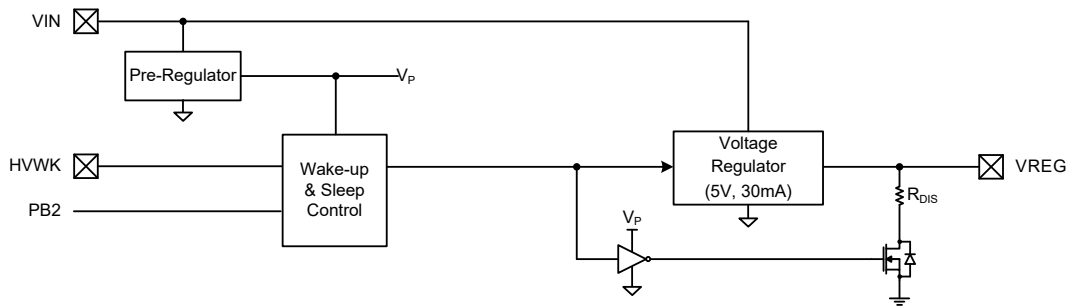 VIN
Pre-Regulator
VP
HVWK
Wake-up
& Sleep
Control
PB2
Voltage
Regulator
(5V, 30mA)
VREG
RDIS
VP